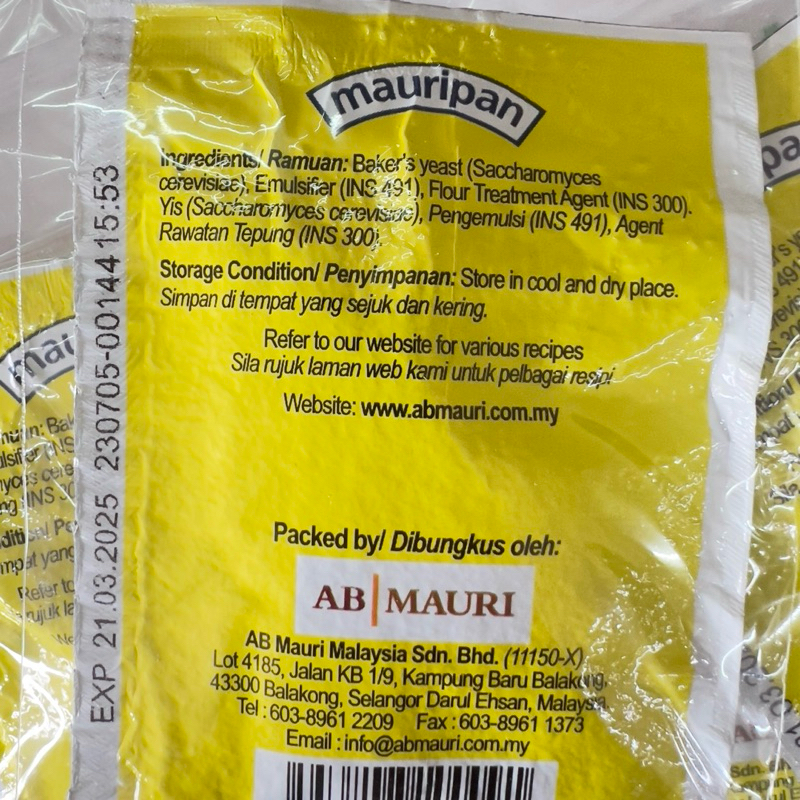 mauripan
Ingredients/ Ramuan: Baker's yeast (Saccharomyces
cerevisiae), Emulsifier (INS 491), Flour Treatment Agent (INS 300).
Yis (Saccharomyces cerevisiae), Pengemulsi (INS 491), Agent
Rawatan Tepung (INS 300).
Storage Condition/ Penyimpanan: Store in cool and dry place.
Simpan di tempat yang sejuk dan kering.
Refer to our website for various recipes
Sila rujuk laman web kami untuk pelbagai resipi
Website: www.abmauri.com.my
Packed by/ Dibungkus oleh:
AB MAURI
AB Mauri Malaysia Sdn. Bhd. (11150-X)
Lot 4185, Jalan KB 1/9, Kampung Baru Balakong,
43300 Balakong, Selangor Darul Ehsan, Malaysia.
Tel : 603-8961 2209 Fax : 603-8961 1373
Email : info@abmauri.com.my
EXP 21.03.2025 230705-0014415:53